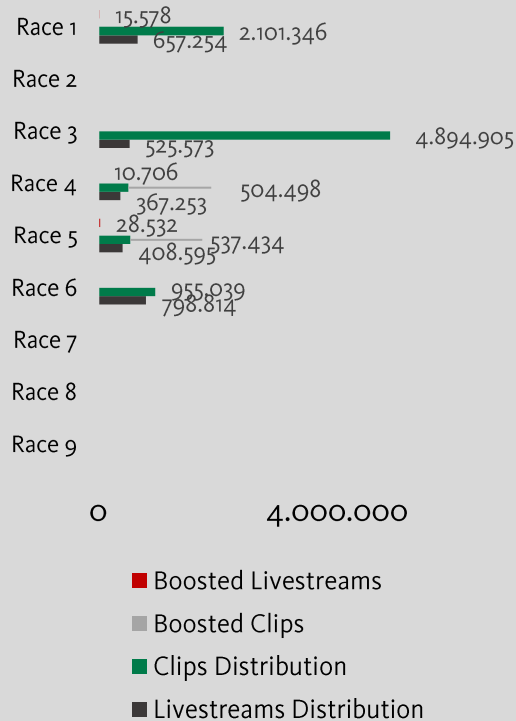 Race 1
15.578
2.101.346
657.254
Race 2
Race 3
4.894.905
525.573
Race 4
10.706
504.498
367.253
Race 5
28.532
537.434
408.595
Race 6
955.039
798.814
Race 7
Race 8
Race 9
0 4.000.000
Boosted Livestreams
Boosted Clips
Clips Distribution
Livestreams Distribution